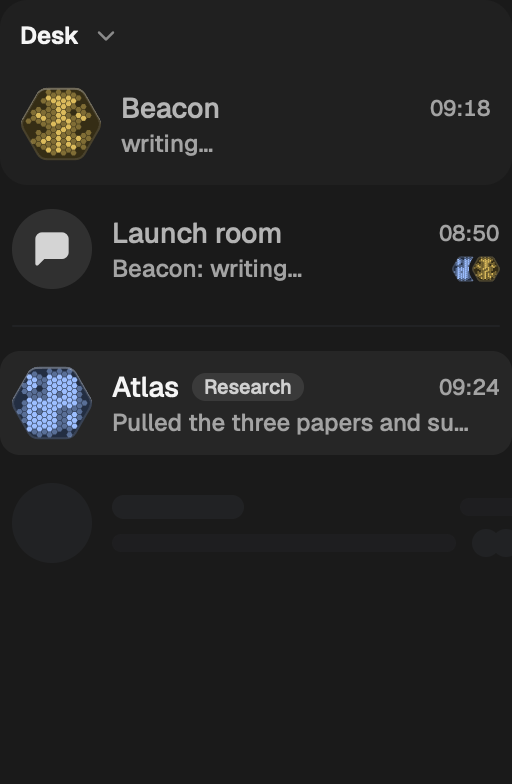 Desk
Beacon 09:18
writing...
Launch room 08:50
Beacon: writing...
Atlas Research 09:24
Pulled the three papers and su...